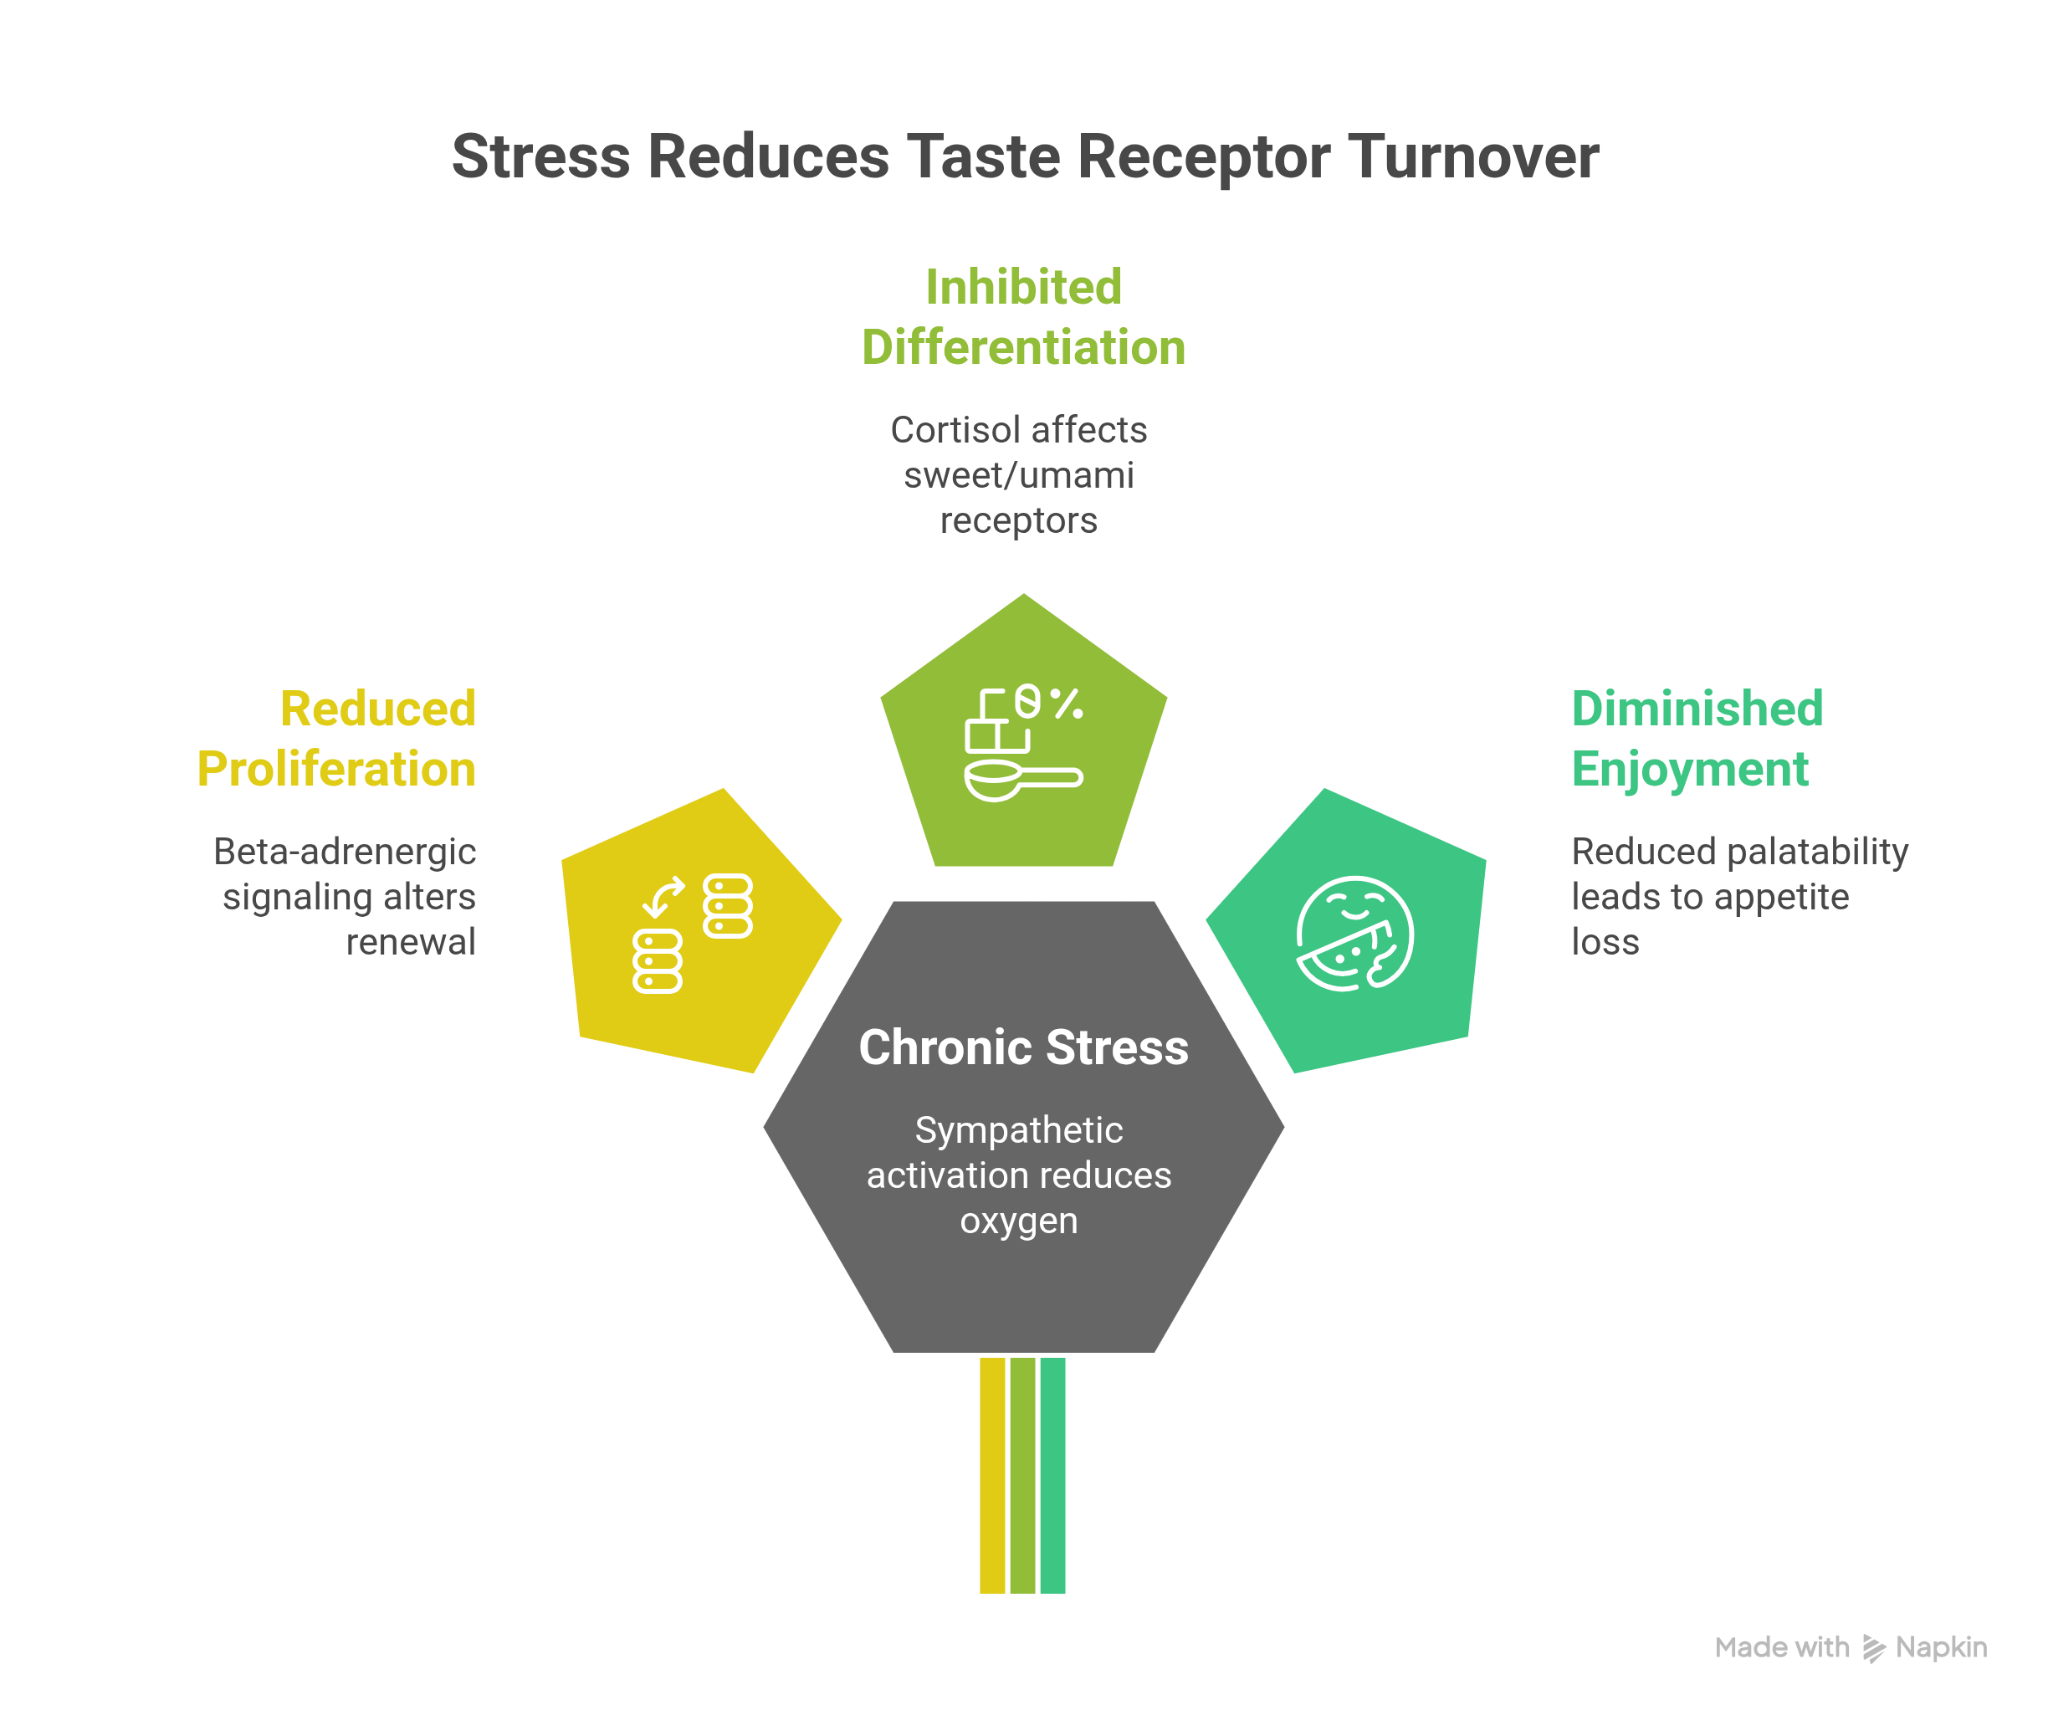 Stress Reduces Taste Receptor Turnover
Inhibited
Differentiation
Cortisol affects
sweet/umami
receptors
Reduced
Proliferation
Beta-adrenergic
signaling alters
renewal
0%
Diminished
Enjoyment
Reduced palatability
leads to appetite
loss
Chronic Stress
Sympathetic
activation reduces
oxygen
Made with Napkin